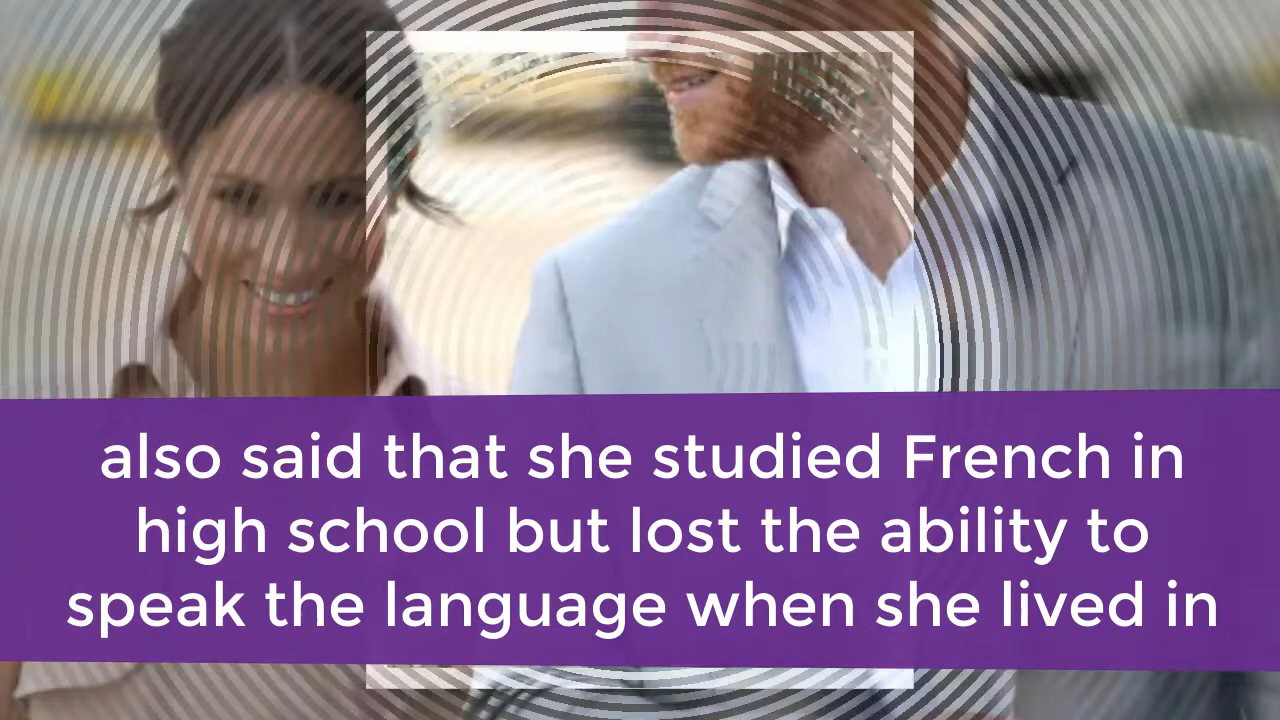 also said that she studied French in
high school but lost the ability to
speak the language when she lived in